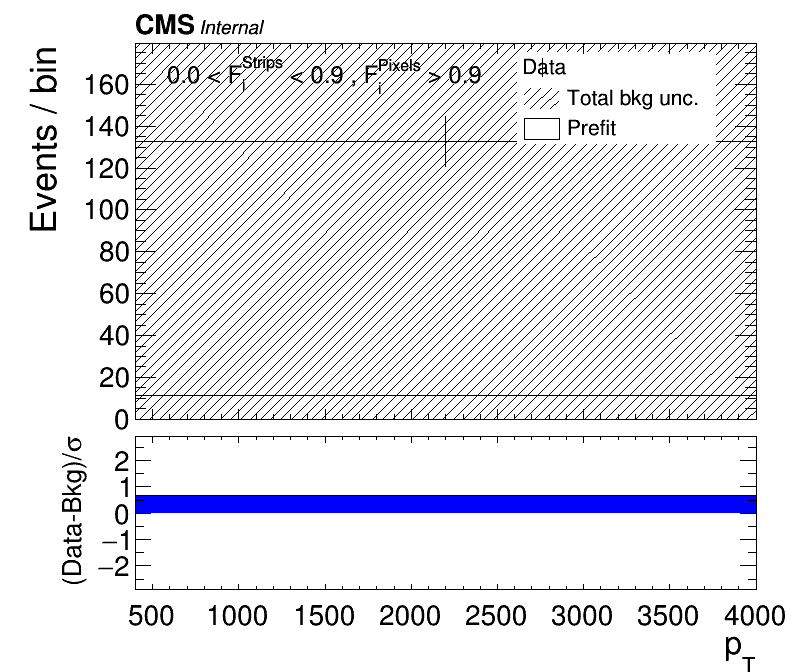 CMS Internal
Events / bin
0.0 < F_i^Strips < 0.9 , F_i^Pixels > 0.9
Data
Total bkg unc.
Prefit
160
140
120
100
80
60
40
20
0
(Data-Bkg)/σ
2
1
0
−1
−2
500 1000 1500 2000 2500 3000 3500 4000
p_T